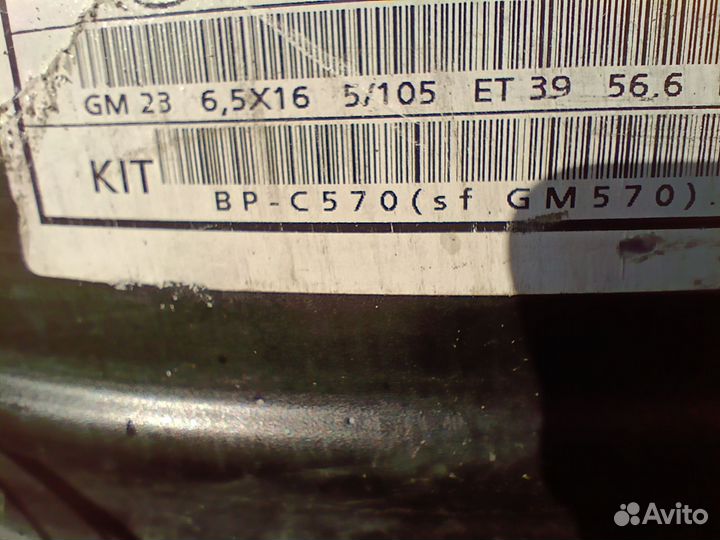 GM 23 6,5X16 5/105 ET 39 56,6
KIT
BP-C570(sf GM570)
Avito